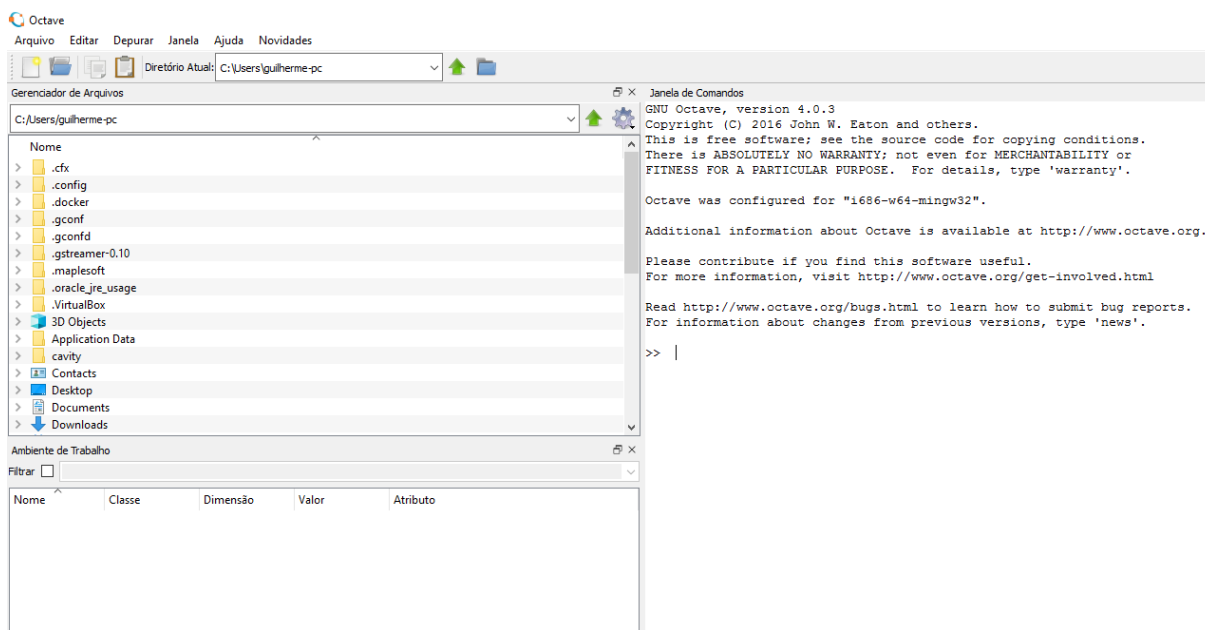 Octave
Arquivo Editar Depurar Janela Ajuda Novidades
Diretório Atual: C:\Users\guilherme-pc
Gerenciador de Arquivos
C:/Users/guilherme-pc
Nome
.cfx
.config
.docker
.gconf
.gconfd
.gstreamer-0.10
.maplesoft
.oracle_jre_usage
.VirtualBox
3D Objects
Application Data
cavity
Contacts
Desktop
Documents
Downloads
Ambiente de Trabalho
Filtrar
Nome Classe Dimensão Valor Atributo
Janela de Comandos
GNU Octave, version 4.0.3
Copyright (C) 2016 John W. Eaton and others.
This is free software; see the source code for copying conditions.
There is ABSOLUTELY NO WARRANTY; not even for MERCHANTABILITY or
FITNESS FOR A PARTICULAR PURPOSE.  For details, type 'warranty'.
Octave was configured for "i686-w64-mingw32".
Additional information about Octave is available at http://www.octave.org.
Please contribute if you find this software useful.
For more information, visit http://www.octave.org/get-involved.html
Read http://www.octave.org/bugs.html to learn how to submit bug reports.
For information about changes from previous versions, type 'news'.
>>